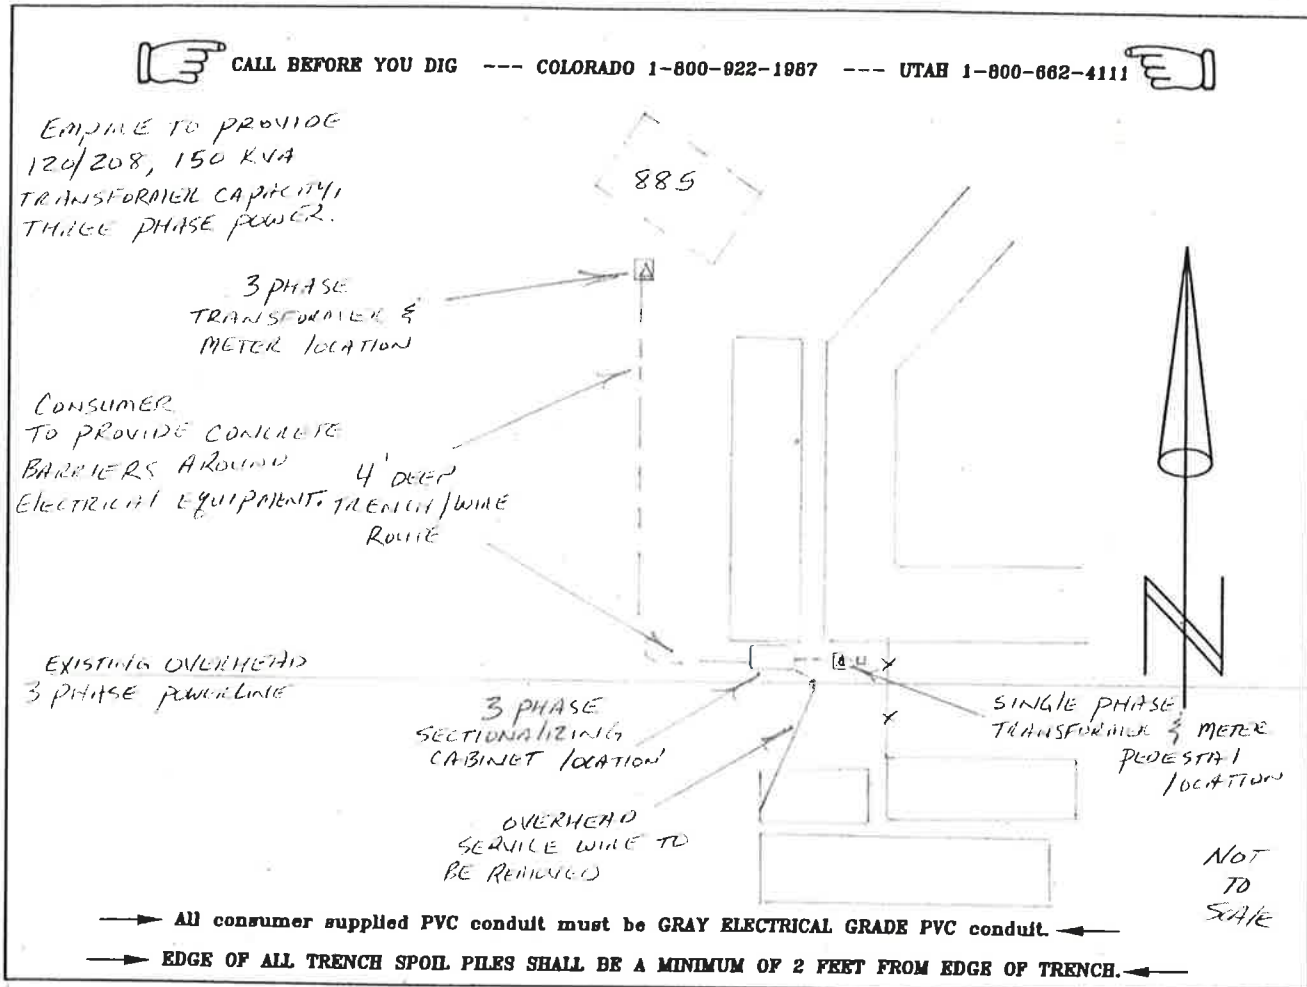 CALL BEFORE YOU DIG --- COLORADO 1-800-922-1987 --- UTAH 1-800-662-4111
EMPIRE TO PROVIDE
120/208, 150 KVA
TRANSFORMER CAPACITY,
THREE PHASE POWER.
885
3 PHASE
TRANSFORMER &
METER LOCATION
CONSUMER
TO PROVIDE CONCRETE
BARRIERS AROUND
ELECTRICAL EQUIPMENT.
4' DEEP
TRENCH/WIRE
ROUTE
N
EXISTING OVERHEAD
3 PHASE POWERLINE
3 PHASE
SECTIONALIZING
CABINET LOCATION
SINGLE PHASE
TRANSFORMER & METER
PEDESTAL
LOCATION
OVERHEAD
SERVICE WIRE TO
BE REMOVED
NOT
TO
SCALE
All consumer supplied PVC conduit must be GRAY ELECTRICAL GRADE PVC conduit.
EDGE OF ALL TRENCH SPOIL PILES SHALL BE A MINIMUM OF 2 FEET FROM EDGE OF TRENCH.